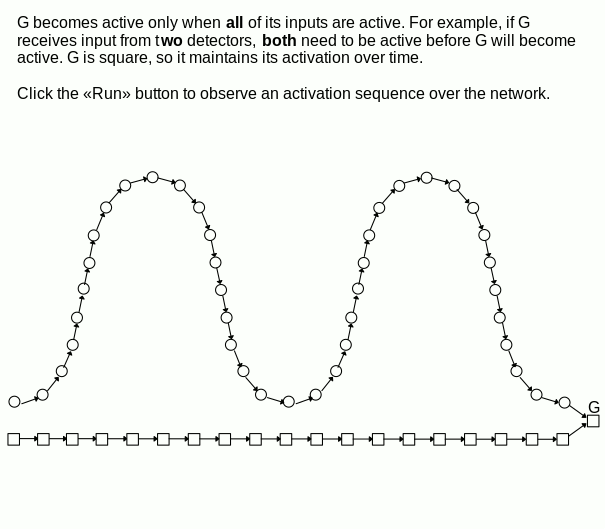 G becomes active only when all of its inputs are active. For example, if G
receives input from two detectors, both need to be active before G will become
active. G is square, so it maintains its activation over time.
Click the «Run» button to observe an activation sequence over the network.
G